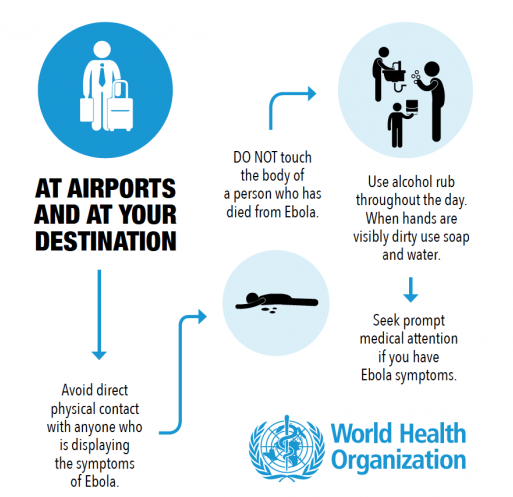 AT AIRPORTS
AND AT YOUR
DESTINATION
Avoid direct
physical contact
with anyone who
is displaying
the symptoms
of Ebola.
DO NOT touch
the body of
a person who has
died from Ebola.
Use alcohol rub
throughout the day.
When hands are
visibly dirty use soap
and water.
Seek prompt
medical attention
if you have
Ebola symptoms.
World Health
Organization